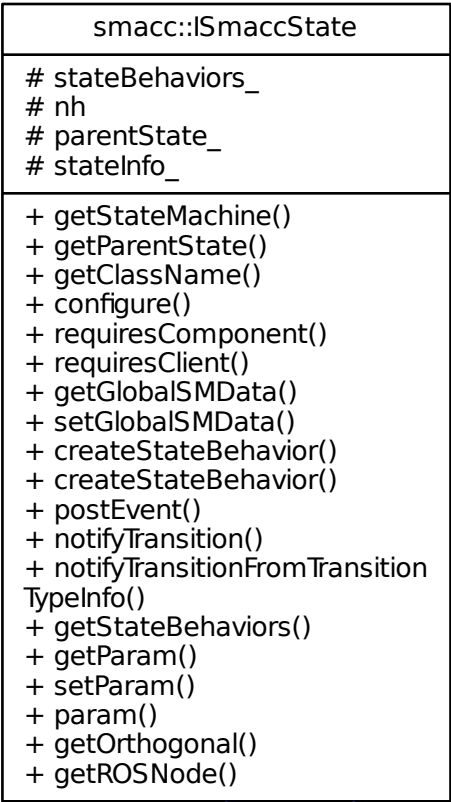 smacc::ISmaccState
# stateBehaviors_
# nh
# parentState_
# stateInfo_
+ getStateMachine()
+ getParentState()
+ getClassName()
+ configure()
+ requiresComponent()
+ requiresClient()
+ getGlobalSMData()
+ setGlobalSMData()
+ createStateBehavior()
+ createStateBehavior()
+ postEvent()
+ notifyTransition()
+ notifyTransitionFromTransition
TypeInfo()
+ getStateBehaviors()
+ getParam()
+ setParam()
+ param()
+ getOrthogonal()
+ getROSNode()